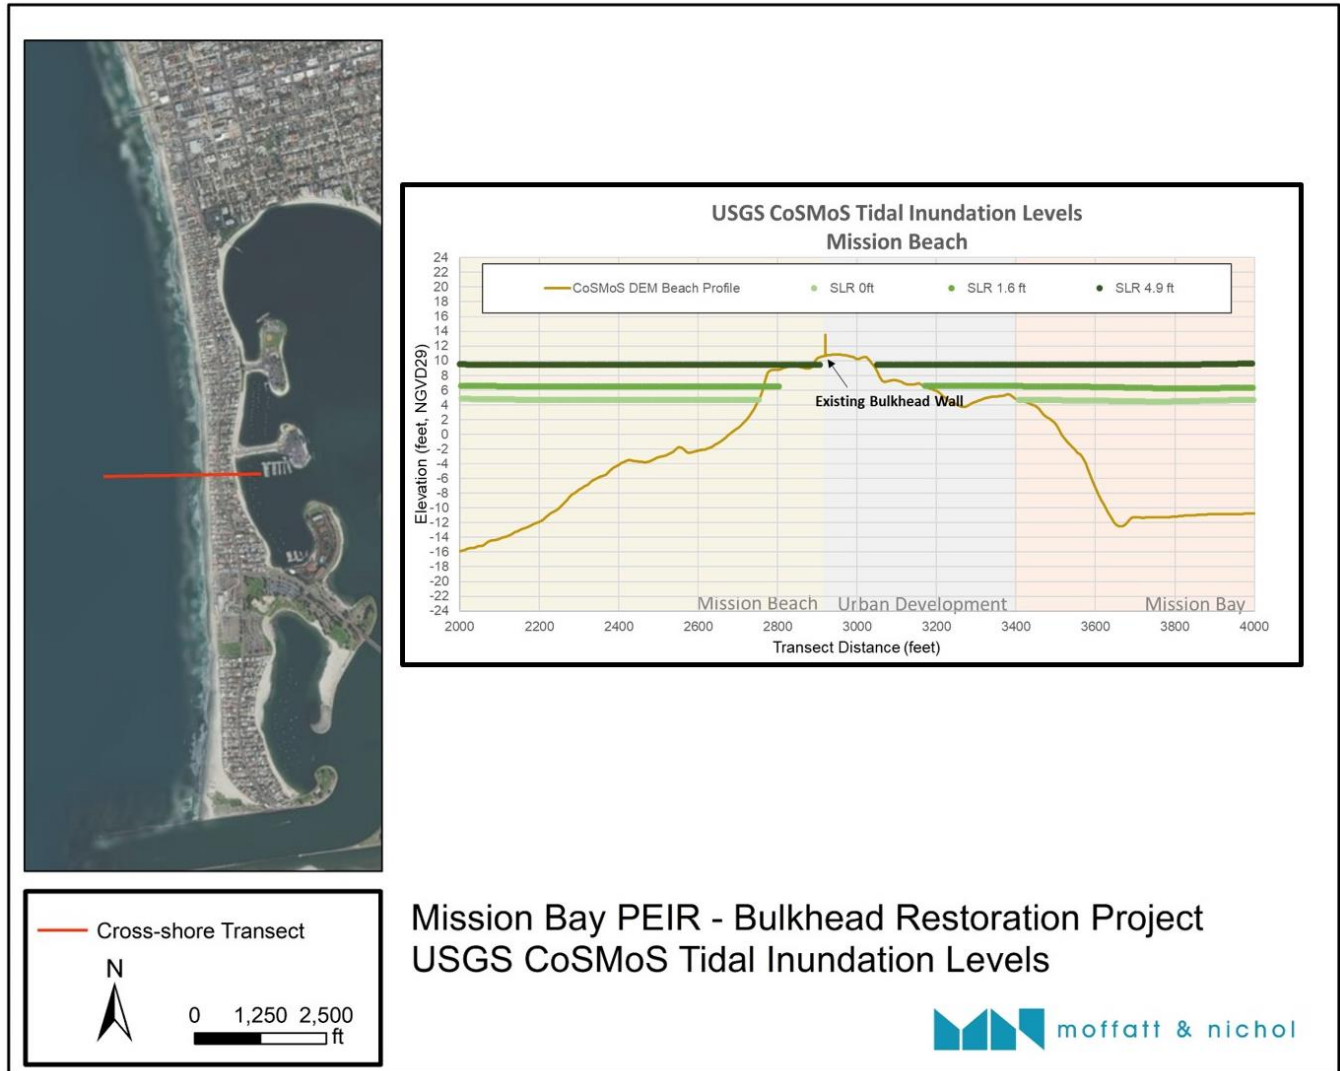 USGS CoSMoS Tidal Inundation Levels
Mission Beach
CoSMoS DEM Beach Profile
SLR 0ft
SLR 1.6 ft
SLR 4.9 ft
Elevation (feet, NGVD29)
24
22
20
18
16
14
12
10
8
6
4
2
0
-2
-4
-6
-8
-10
-12
-14
-16
-18
-20
-22
-24
Existing Bulkhead Wall
Mission Beach
Urban Development
Mission Bay
2000 2200 2400 2600 2800 3000 3200 3400 3600 3800 4000
Transect Distance (feet)
Cross-shore Transect
N
0 1,250 2,500
ft
Mission Bay PEIR - Bulkhead Restoration Project
USGS CoSMoS Tidal Inundation Levels
moffatt & nichol